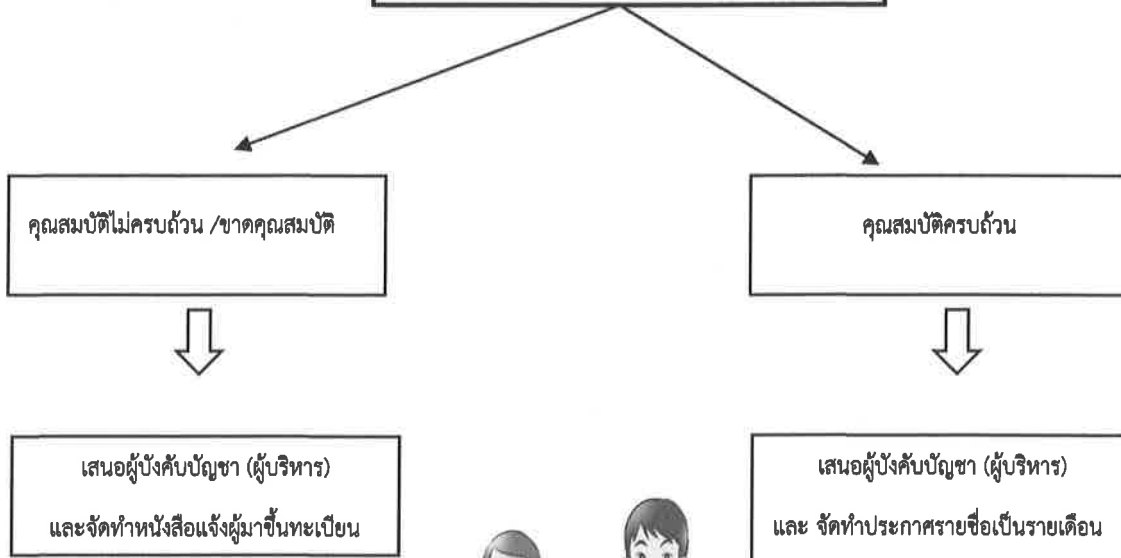 คุณสมบัติไม่ครบถ้วน /ขาดคุณสมบัติ
คุณสมบัติครบถ้วน
เสนอผู้บังคับบัญชา (ผู้บริหาร)
และจัดทำหนังสือแจ้งผู้มาขึ้นทะเบียน
เสนอผู้บังคับบัญชา (ผู้บริหาร)
และ จัดทำประกาศรายชื่อเป็นรายเดือน